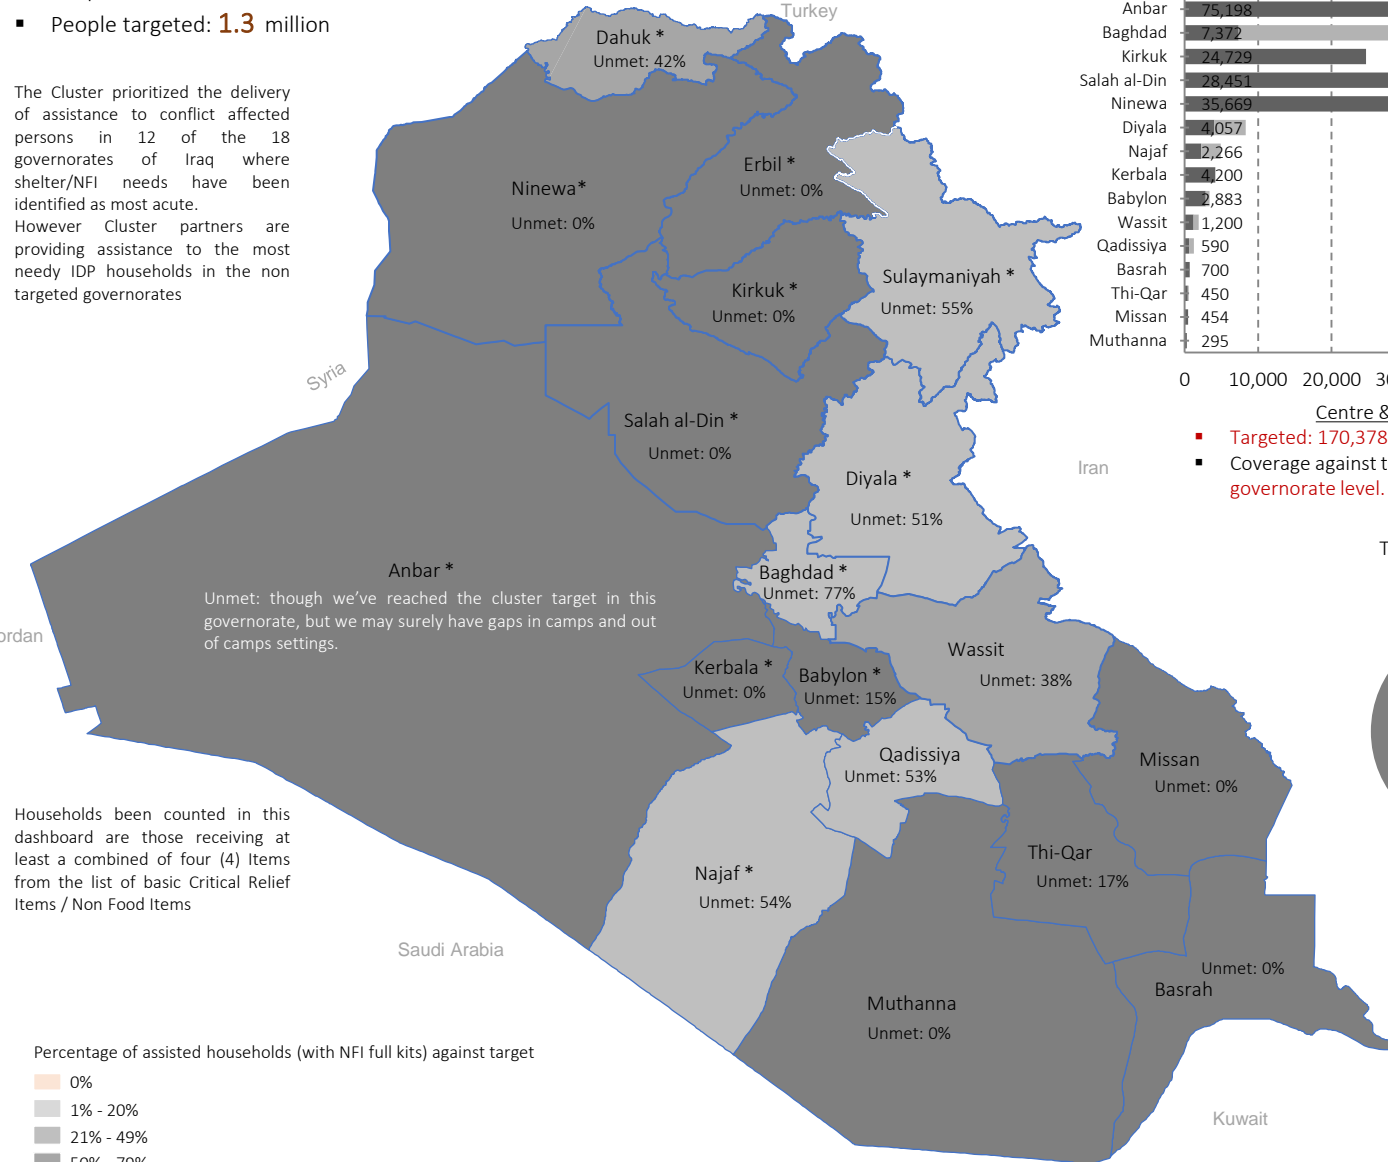 ▪ People targeted: 1.3 million
The Cluster prioritized the delivery
of assistance to conflict affected
persons in 12 of the 18
governorates of Iraq where
shelter/NFI needs have been
identified as most acute.
However Cluster partners are
providing assistance to the most
needy IDP households in the non
targeted governorates
Households been counted in this
dashboard are those receiving at
least a combined of four (4) Items
from the list of basic Critical Relief
Items / Non Food Items
Percentage of assisted households (with NFI full kits) against target
0%
1% - 20%
21% - 49%
50% - 79%
Turkey
Syria
Iran
Saudi Arabia
Kuwait
Dahuk *
Unmet: 42%
Ninewa*
Unmet: 0%
Erbil *
Unmet: 0%
Kirkuk *
Unmet: 0%
Sulaymaniyah *
Unmet: 55%
Salah al-Din *
Unmet: 0%
Diyala *
Unmet: 51%
Anbar *
Unmet: though we've reached the cluster target in this
governorate, but we may surely have gaps in camps and out
of camps settings.
Baghdad *
Unmet: 77%
Wassit
Unmet: 38%
Kerbala *
Unmet: 0%
Babylon *
Unmet: 15%
Qadissiya
Unmet: 53%
Missan
Unmet: 0%
Thi-Qar
Unmet: 17%
Najaf *
Unmet: 54%
Unmet: 0%
Basrah
Muthanna
Unmet: 0%
Anbar 75,198
Baghdad 7,372
Kirkuk 24,729
Salah al-Din 28,451
Ninewa 35,669
Diyala 4,057
Najaf 2,266
Kerbala 4,200
Babylon 2,883
Wassit 1,200
Qadissiya 590
Basrah 700
Thi-Qar 450
Missan 454
Muthanna 295
0 10,000 20,000
Centre &
▪ Targeted: 170,378
▪ Coverage against
governorate level.